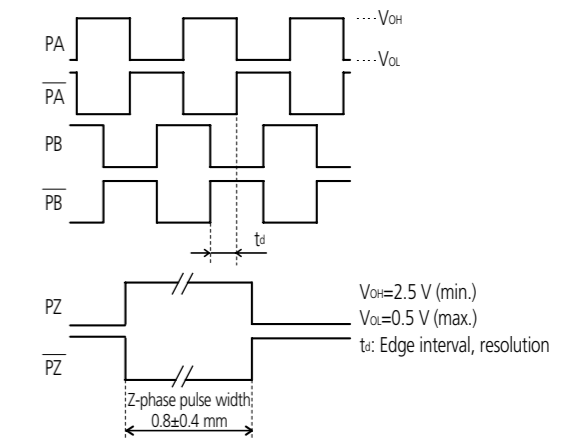 PA
VOH
VOL
PA
PB
PB
td
PZ
VOH=2.5 V (min.)
VOL=0.5 V (max.)
td: Edge interval, resolution
PZ
Z-phase pulse width
0.8±0.4 mm